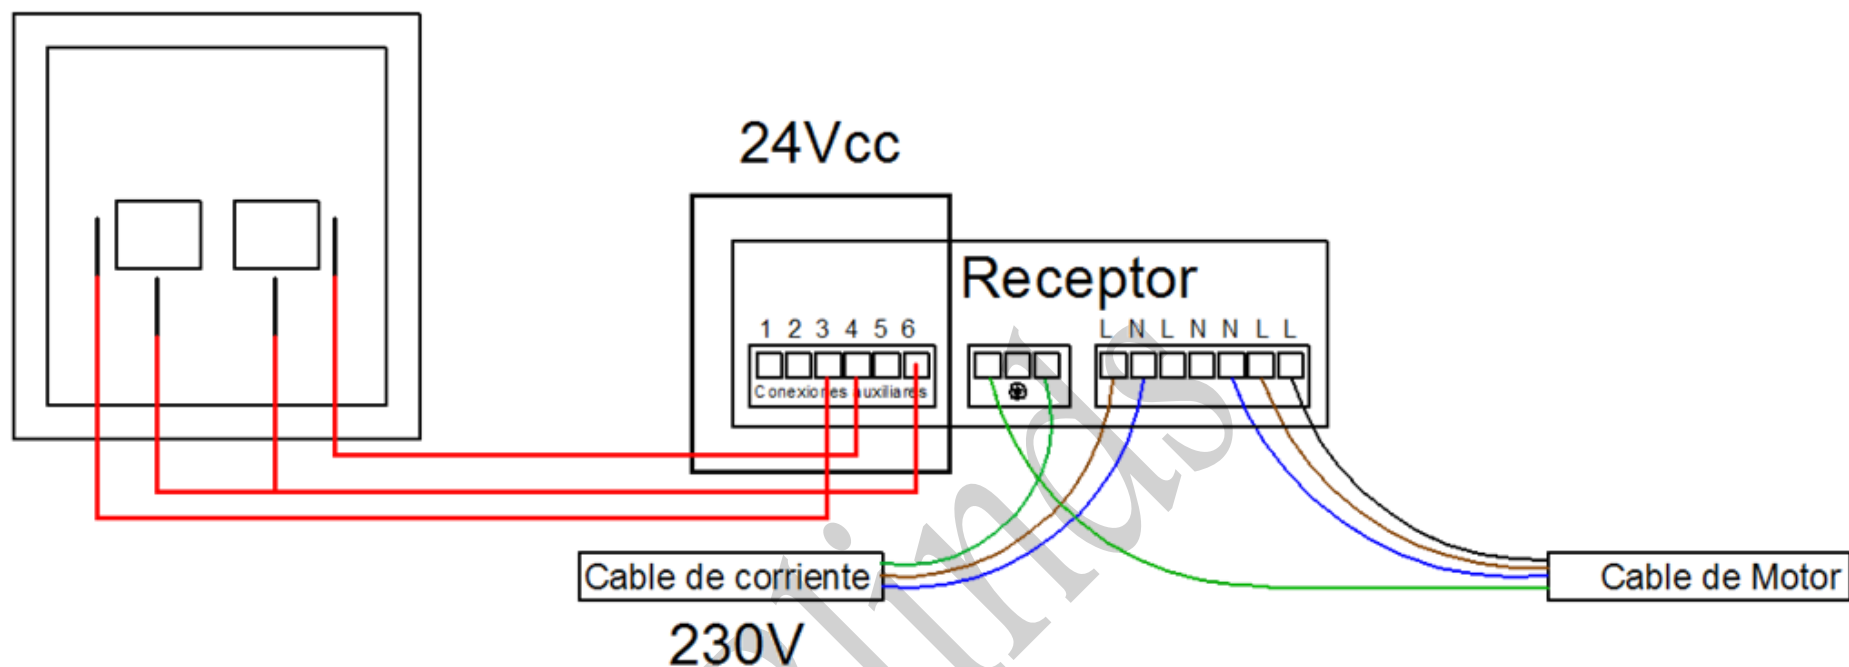 24Vcc
Receptor
1 2 3 4 5 6
L N L N N L L
Conexiones auxiliares
Cable de corriente
Cable de Motor
230V